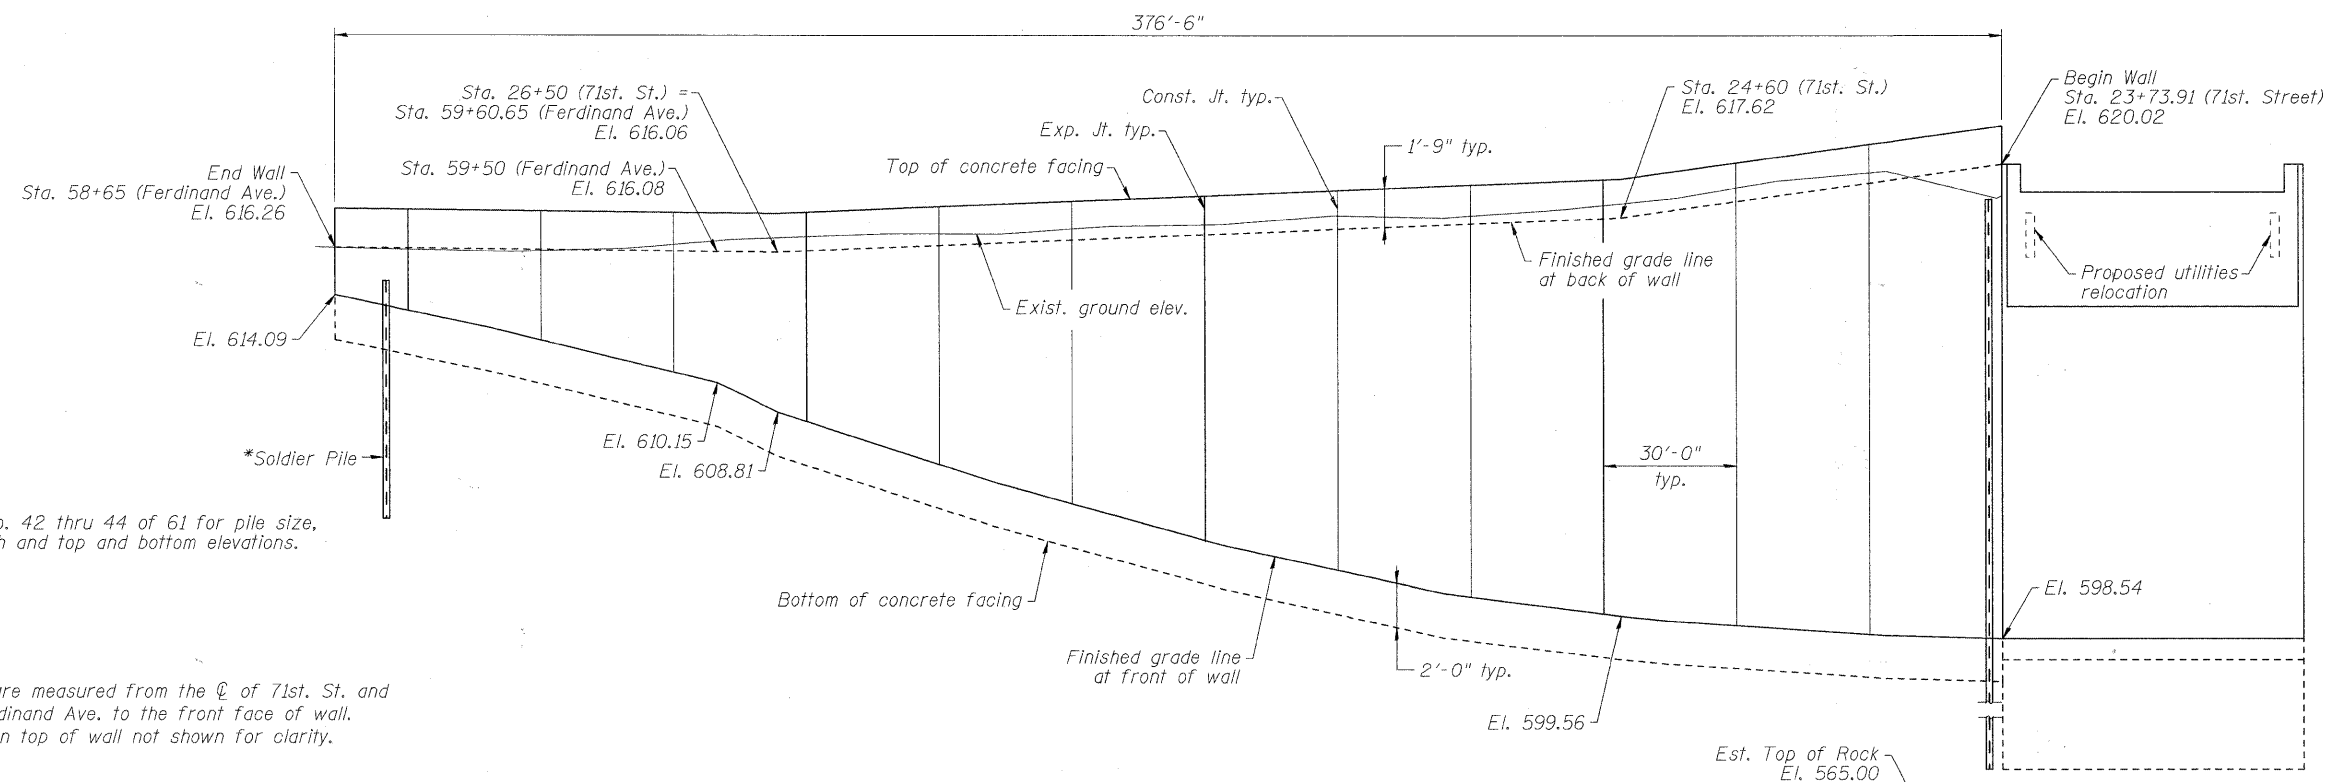 376'-6"
Sta. 26+50 (71st. St.) =
Sta. 59+60.65 (Ferdinand Ave.)
El. 616.06
Const. Jt. typ.
Sta. 24+60 (71st. St.)
El. 617.62
Begin Wall
Sta. 23+73.91 (71st. Street)
El. 620.02
Exp. Jt. typ.
1'-9" typ.
End Wall
Sta. 58+65 (Ferdinand Ave.)
El. 616.26
Sta. 59+50 (Ferdinand Ave.)
El. 616.08
Top of concrete facing
Finished grade line
at back of wall
Proposed utilities
relocation
Exist. ground elev.
El. 614.09
El. 610.15
El. 608.81
*Soldier Pile
30'-0"
typ.
42 thru 44 of 61 for pile size,
and top and bottom elevations.
Bottom of concrete facing
El. 598.54
Finished grade line
at front of wall
2'-0" typ.
are measured from the ℄ of 71st. St. and
Ave. to the front face of wall.
top of wall not shown for clarity.
El. 599.56
Est. Top of Rock
El. 565.00